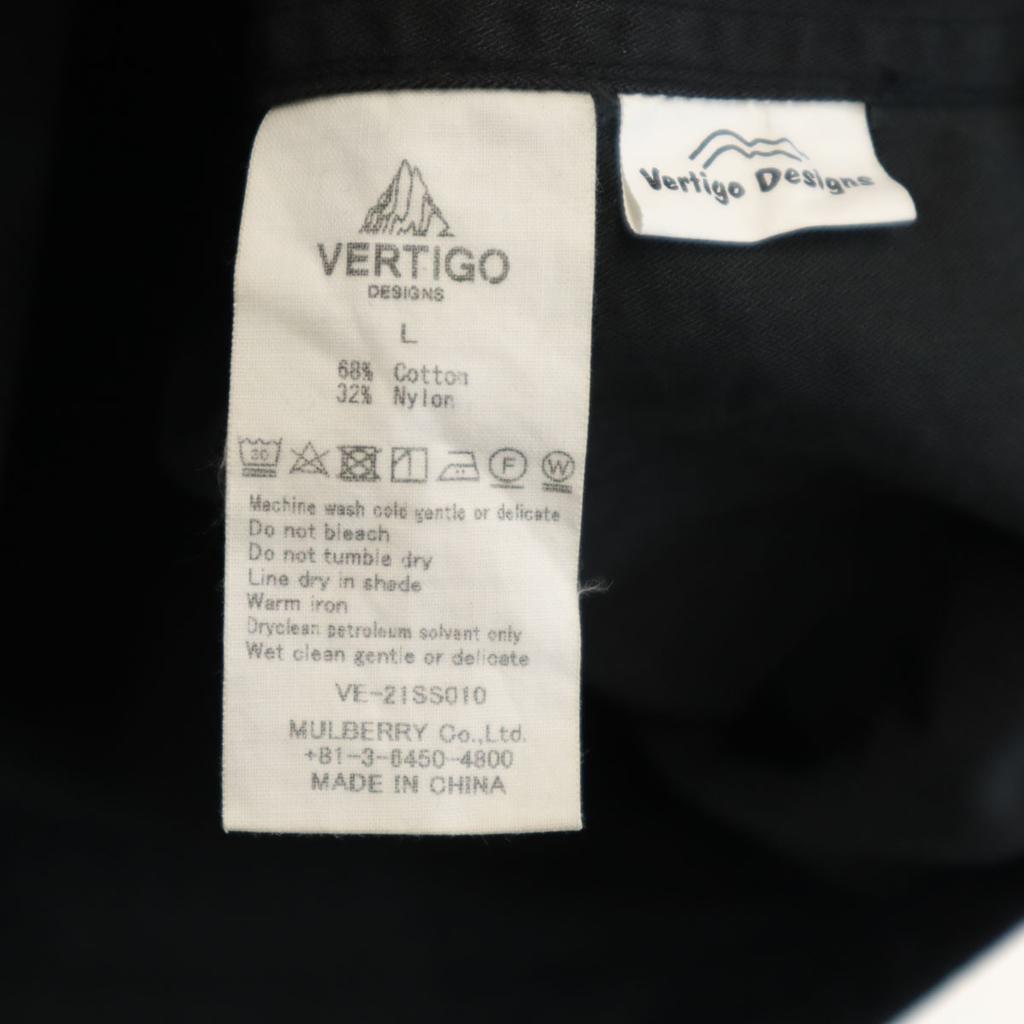 VERTIGO
DESIGNS
L
68% Cotton
32% Nylon
30
F
W
Machine wash cold gentle or delicate
Do not bleach
Do not tumble dry
Line dry in shade
Warm iron
Dryclean petroleum solvent only
Wet clean gentle or delicate
VE-21SS010
MULBERRY Co.,Ltd.
+81-3-6450-4800
MADE IN CHINA
Vertigo Designs